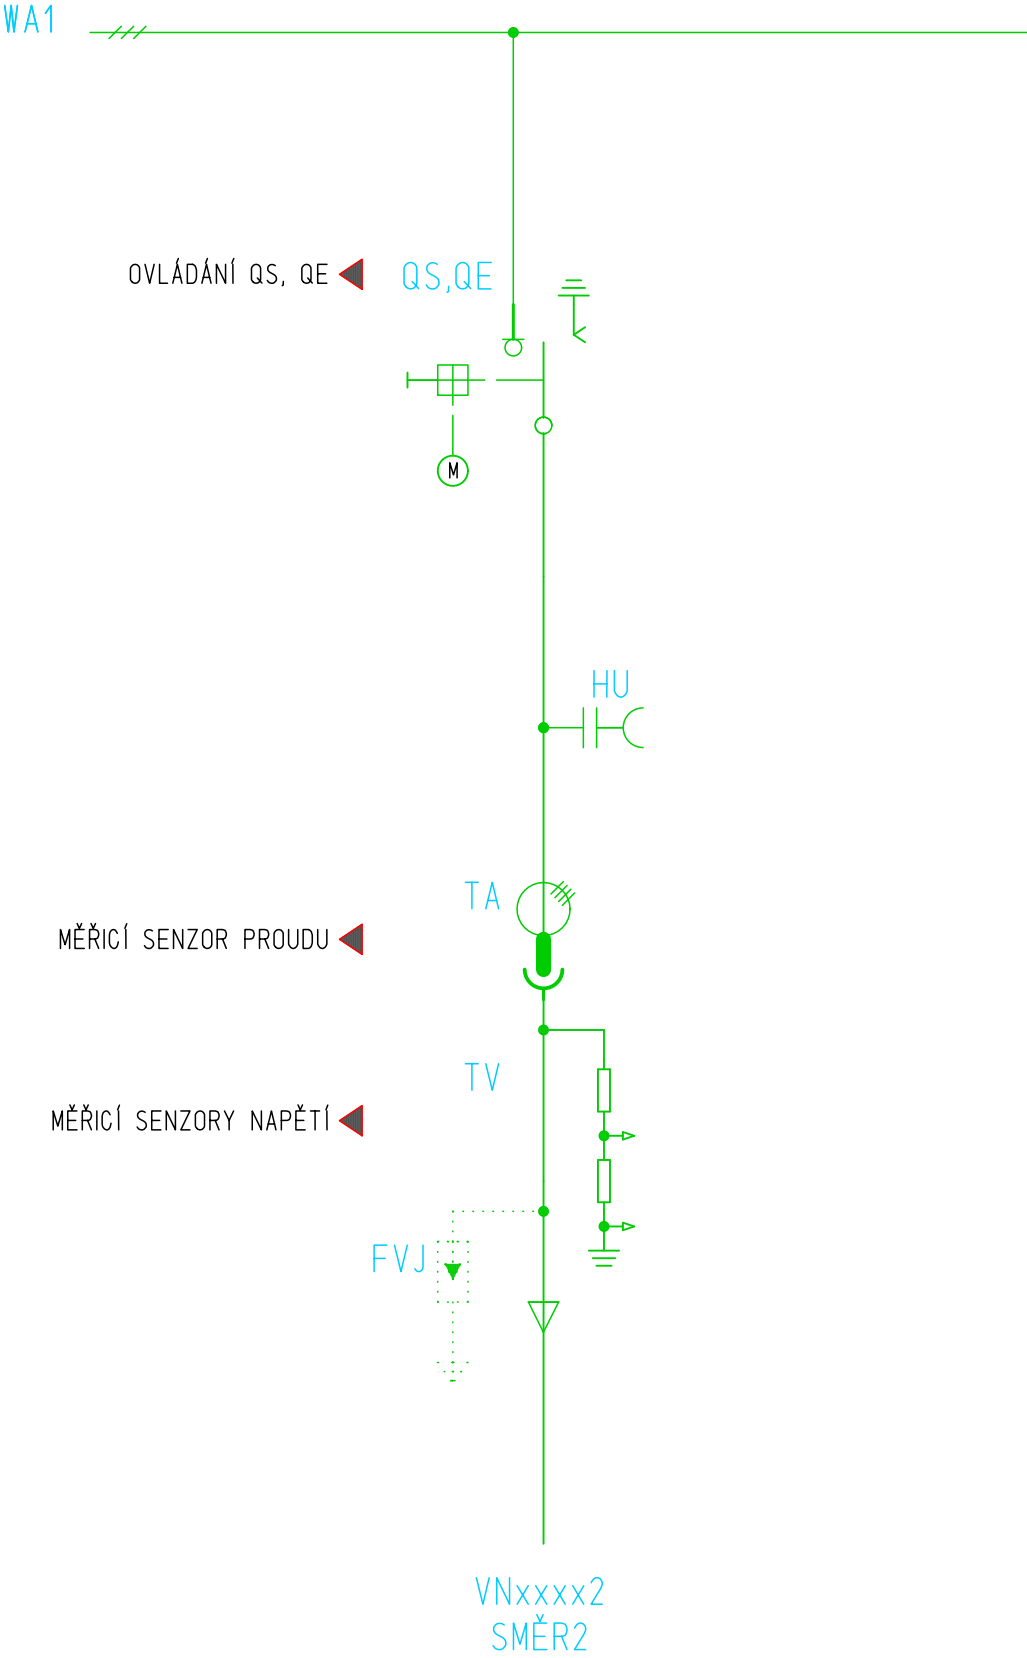 WA1
OVLÁDÁNÍ QS, QE
QS,QE
M
HU
TA
MĚŘICÍ SENZOR PROUDU
TV
MĚŘICÍ SENZORY NAPĚTÍ
FVJ
VNxxxx2
SMĚR2